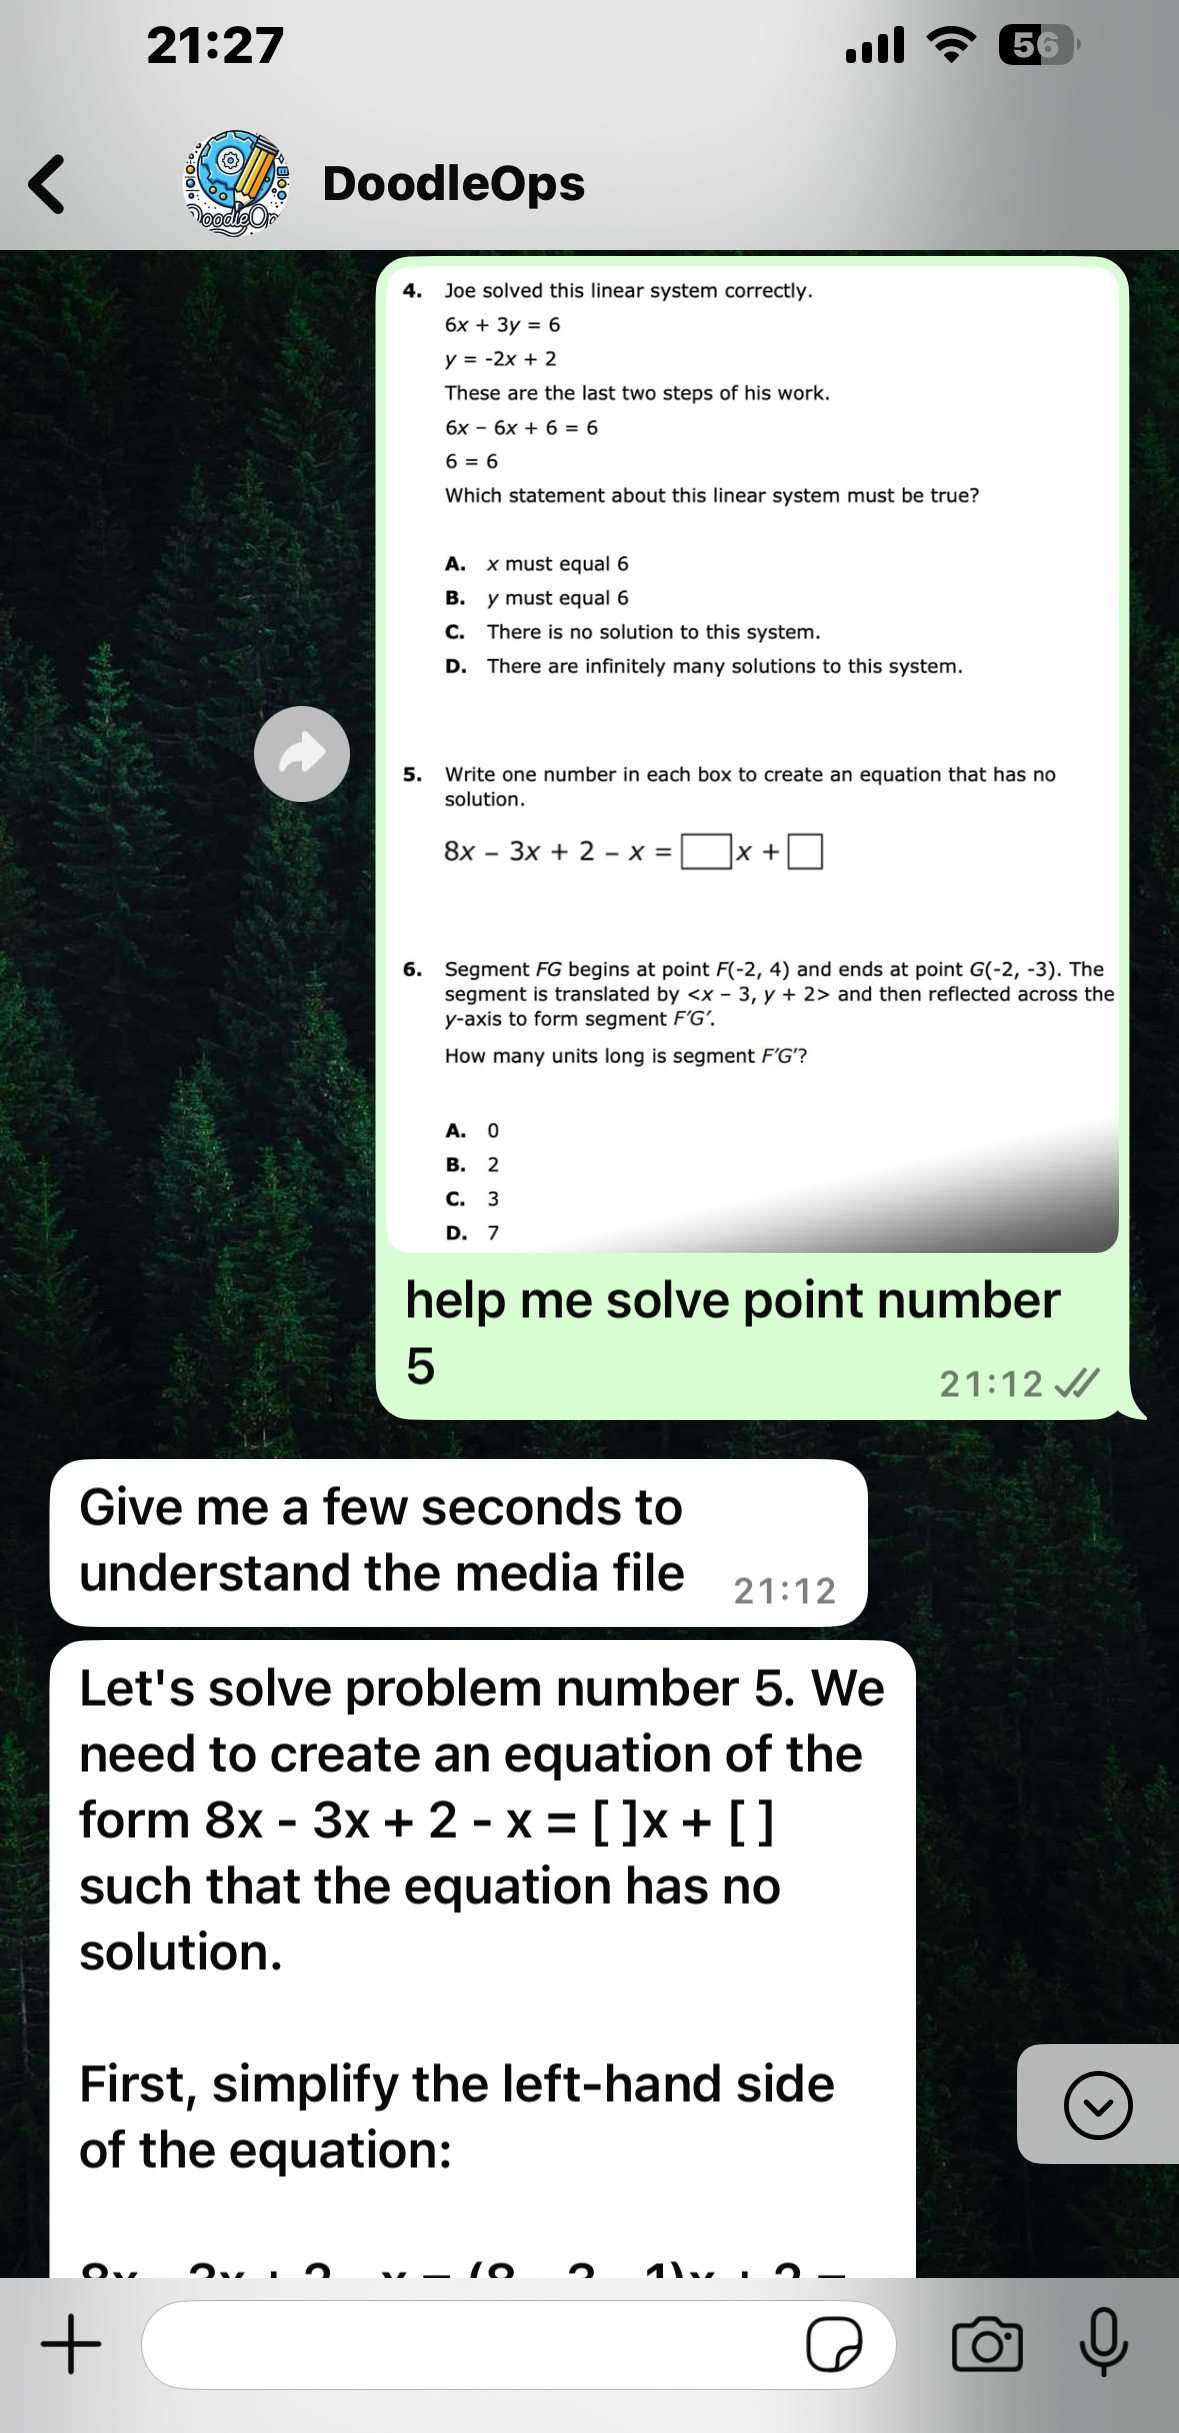 21:27
56
DoodleOps
DoodleOp
4. Joe solved this linear system correctly.
6x + 3y = 6
y = -2x + 2
These are the last two steps of his work.
6x − 6x + 6 = 6
6 = 6
Which statement about this linear system must be true?
A. x must equal 6
B. y must equal 6
C. There is no solution to this system.
D. There are infinitely many solutions to this system.
5. Write one number in each box to create an equation that has no
solution.
8x − 3x + 2 − x = □x + □
6. Segment FG begins at point F(-2, 4) and ends at point G(-2, -3). The
segment is translated by <x − 3, y + 2> and then reflected across the
y-axis to form segment F′G′.
How many units long is segment F′G′?
A. 0
B. 2
C. 3
D. 7
help me solve point number
5
21:12
Give me a few seconds to
understand the media file
21:12
Let's solve problem number 5. We
need to create an equation of the
form 8x - 3x + 2 - x = [ ]x + [ ]
such that the equation has no
solution.
First, simplify the left-hand side
of the equation: